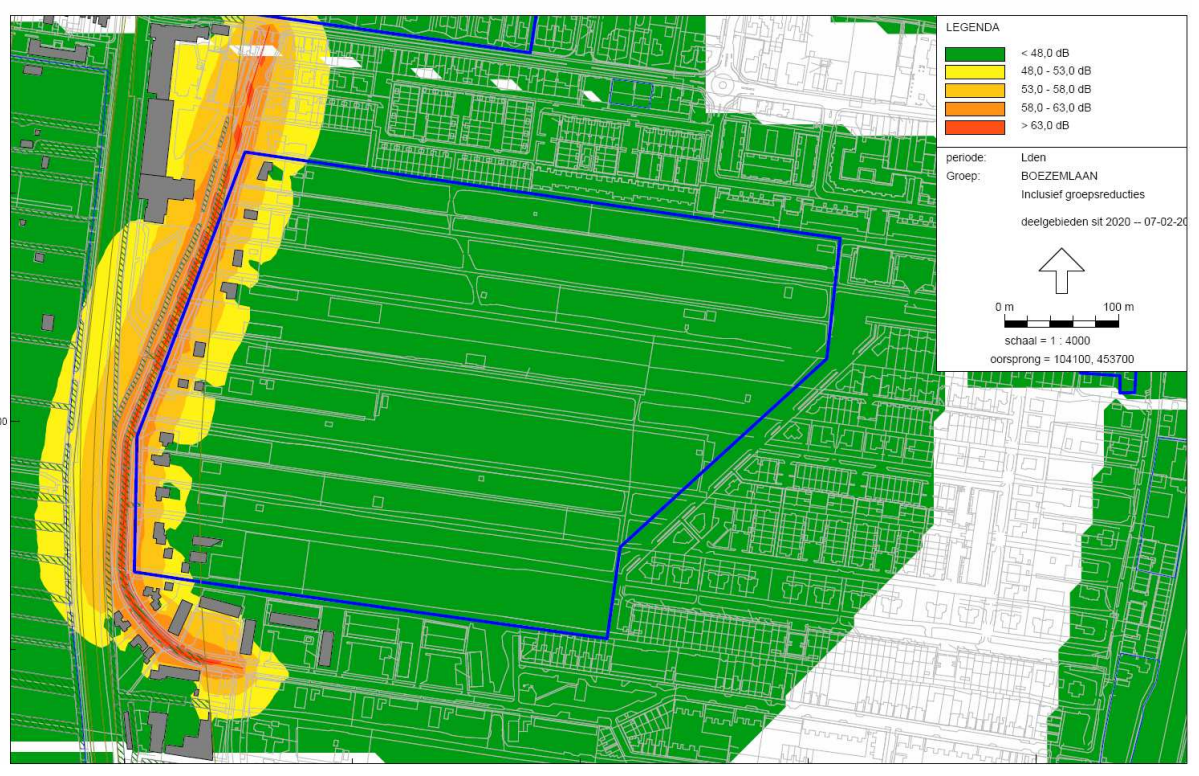 LEGENDA
< 48,0 dB
48,0 - 53,0 dB
53,0 - 58,0 dB
58,0 - 63,0 dB
> 63,0 dB
periode: Lden
Groep: BOEZEMLAAN
Inclusief groepsreducties
deelgebieden sit 2020 -- 07-02-20
0 m 100 m
schaal = 1 : 4000
oorsprong = 104100, 453700
00